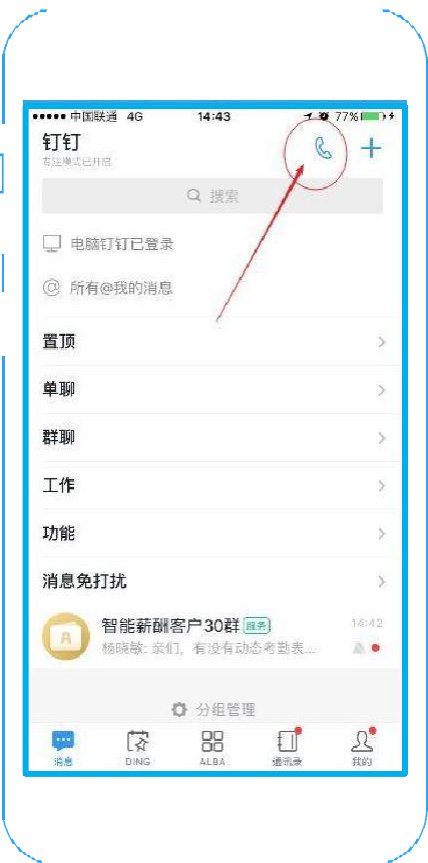 中国联通 4G 14:43 77%
钉钉
专注模式已开启
搜索
电脑钉钉已登录
@ 所有@我的消息
置顶
单聊
群聊
工作
功能
消息免打扰
智能薪酬客户30群 服务 14:42
A
杨晓敏: 亲们, 有没有动态考勤表...
分组管理
消息 DING ALBA 通讯录 我的